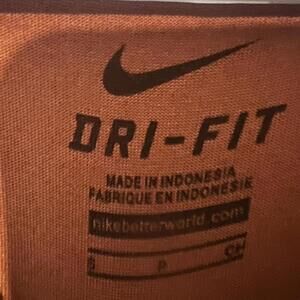 DRI-FIT
MADE IN INDONESIA
FABRIQUE EN INDONESIE
nikebetterworld.com
S P CH